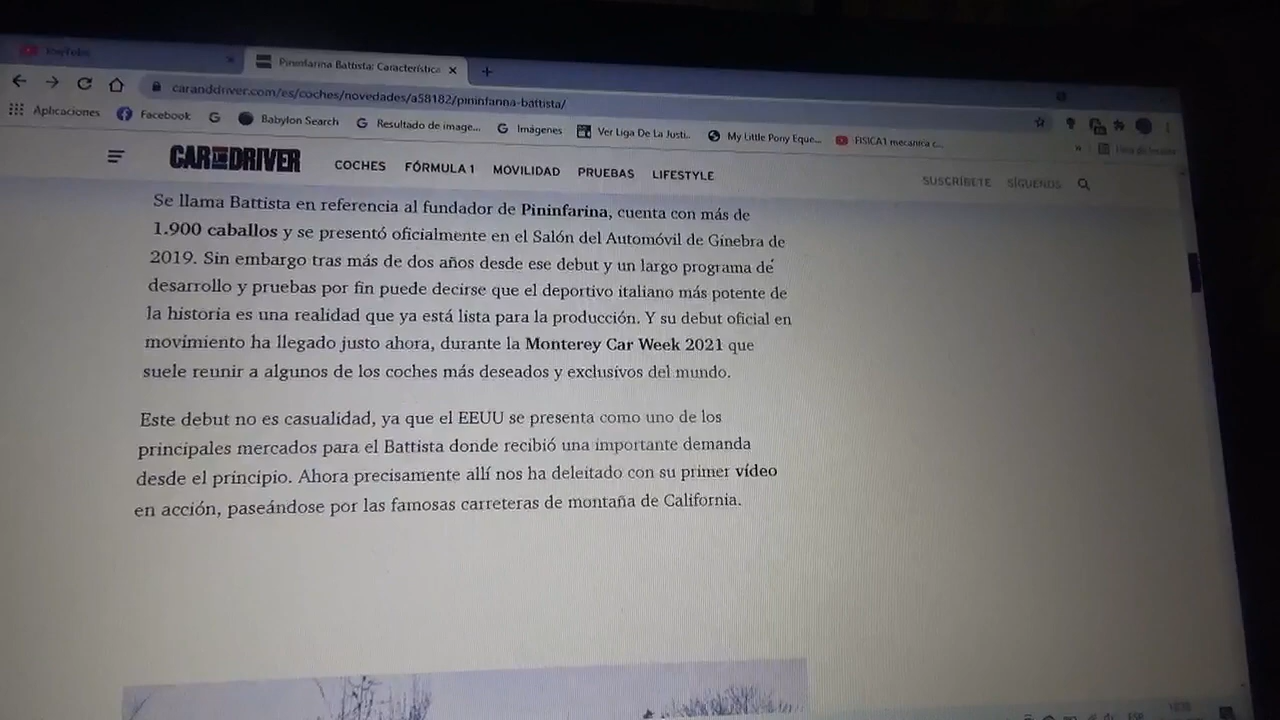 Pininfarina Battista: Característica
caranddriver.com/es/coches/novedades/a58182/pininfarina-battista/
Aplicaciones Facebook Babylon Search Resultado de image... Imágenes Ver Liga De La Justi.. My Little Pony Eque... FISICA1 mecanica c...
CAR AND DRIVER COCHES FÓRMULA 1 MOVILIDAD PRUEBAS LIFESTYLE SUSCRÍBETE SÍGUENOS
Se llama Battista en referencia al fundador de Pininfarina, cuenta con más de
1.900 caballos y se presentó oficialmente en el Salón del Automóvil de Ginebra de
2019. Sin embargo tras más de dos años desde ese debut y un largo programa de
desarrollo y pruebas por fin puede decirse que el deportivo italiano más potente de
la historia es una realidad que ya está lista para la producción. Y su debut oficial en
movimiento ha llegado justo ahora, durante la Monterey Car Week 2021 que
suele reunir a algunos de los coches más deseados y exclusivos del mundo.
Este debut no es casualidad, ya que el EEUU se presenta como uno de los
principales mercados para el Battista donde recibió una importante demanda
desde el principio. Ahora precisamente allí nos ha deleitado con su primer vídeo
en acción, paseándose por las famosas carreteras de montaña de California.